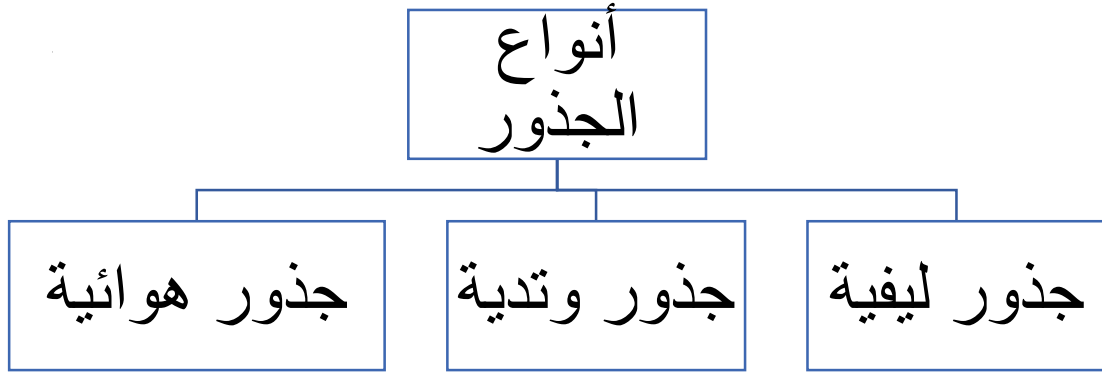 أنواع
الجذور
جذور ليفية
جذور وتدية
جذور هوائية